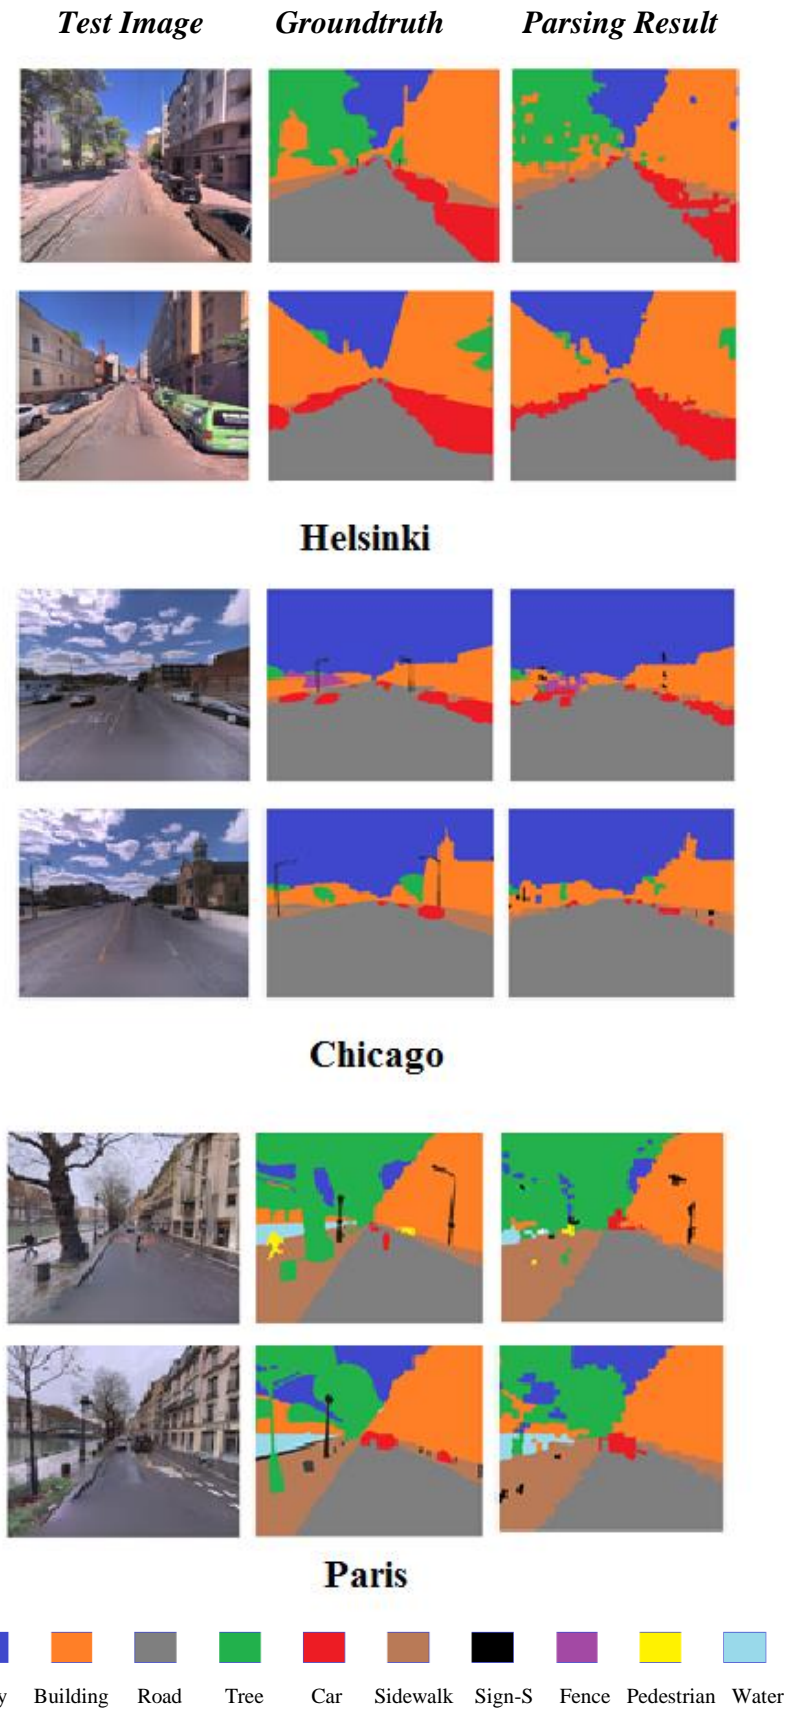 Test Image Groundtruth Parsing Result
Helsinki
Chicago
Paris
y Building Road Tree Car Sidewalk Sign-S Fence Pedestrian Water